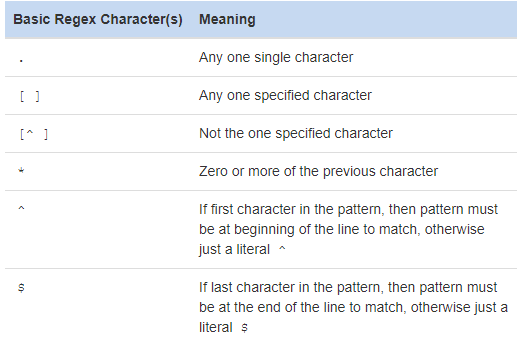 Basic Regex Character(s) Meaning
. Any one single character
[ ] Any one specified character
[^ ] Not the one specified character
* Zero or more of the previous character
^ If first character in the pattern, then pattern must
be at beginning of the line to match, otherwise
just a literal ^
$ If last character in the pattern, then pattern must
be at the end of the line to match, otherwise just a
literal $